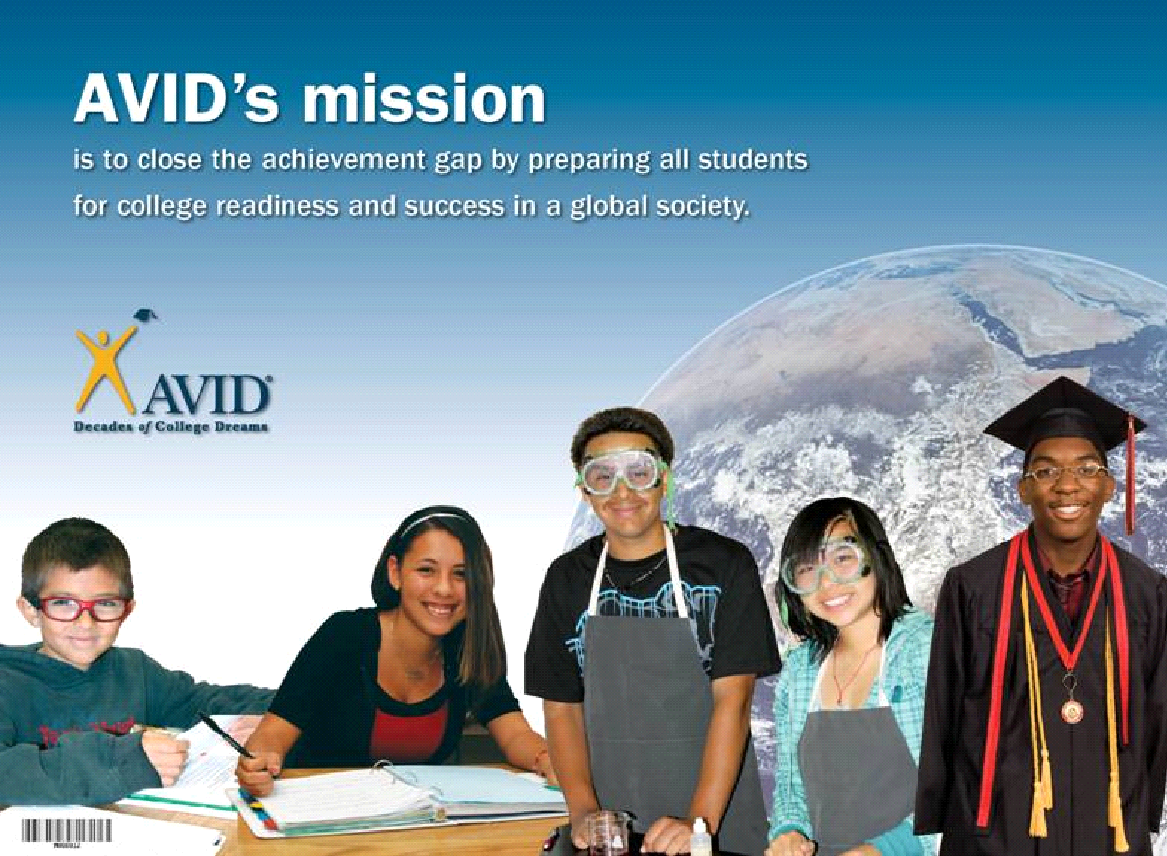 AVID's mission
is to close the achievement gap by preparing all students
for college readiness and success in a global society.
AVID®
Decades of College Dreams